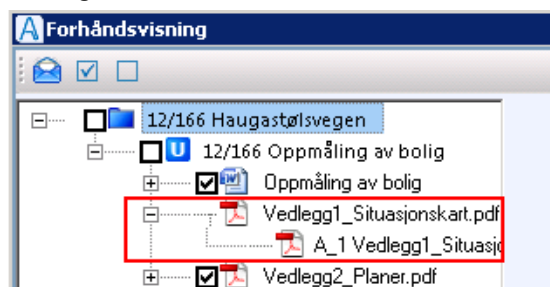 Forhåndsvisning
12/166 Haugastølsvegen
U 12/166 Oppmåling av bolig
Oppmåling av bolig
Vedlegg1_Situasjonskart.pdf
A_1 Vedlegg1_Situasjo
Vedlegg2_Planer.pdf